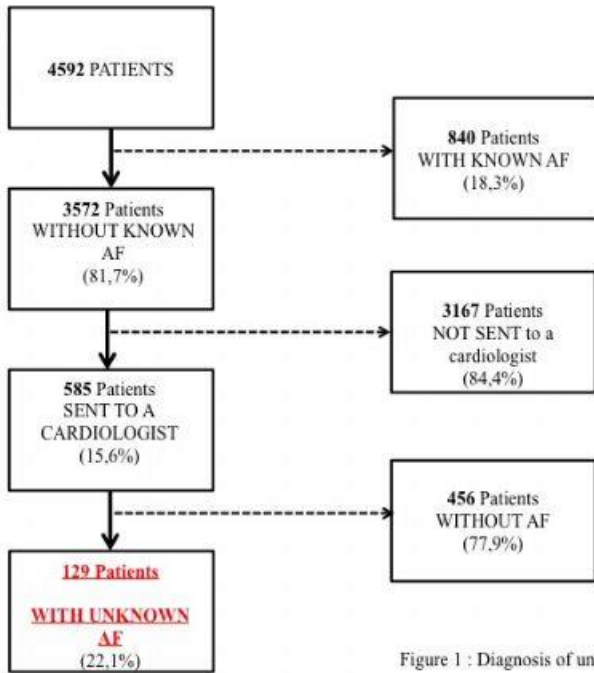 4592 PATIENTS
840 Patients
WITH KNOWN AF
(18,3%)
3572 Patients
WITHOUT KNOWN
AF
(81,7%)
3167 Patients
NOT SENT to a
cardiologist
(84,4%)
585 Patients
SENT TO A
CARDIOLOGIST
(15,6%)
456 Patients
WITHOUT AF
(77,9%)
129 Patients
WITH UNKNOWN
AF
(22,1%)
Figure 1 : Diagnosis of un